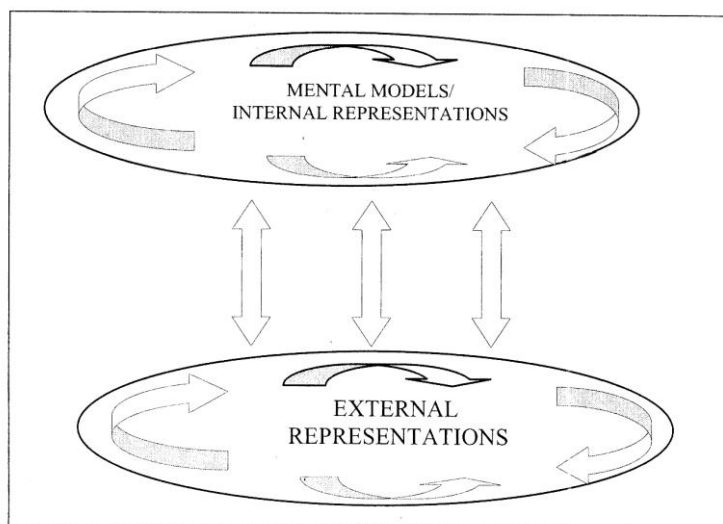 MENTAL MODELS/
INTERNAL REPRESENTATIONS
EXTERNAL
REPRESENTATIONS